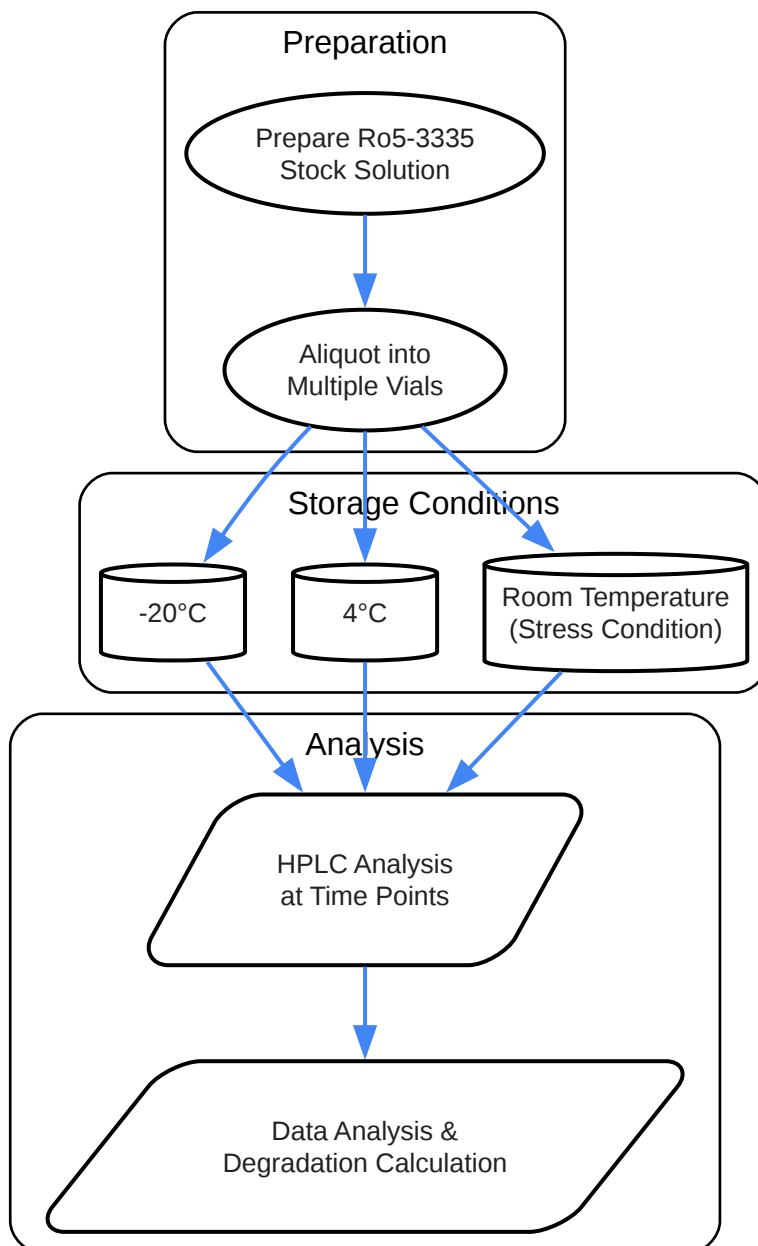 Preparation
Prepare Ro5-3335
Stock Solution
Aliquot into
Multiple Vials
Storage Conditions
-20°C
4°C
Room Temperature
(Stress Condition)
Analysis
HPLC Analysis
at Time Points
Data Analysis &
Degradation Calculation